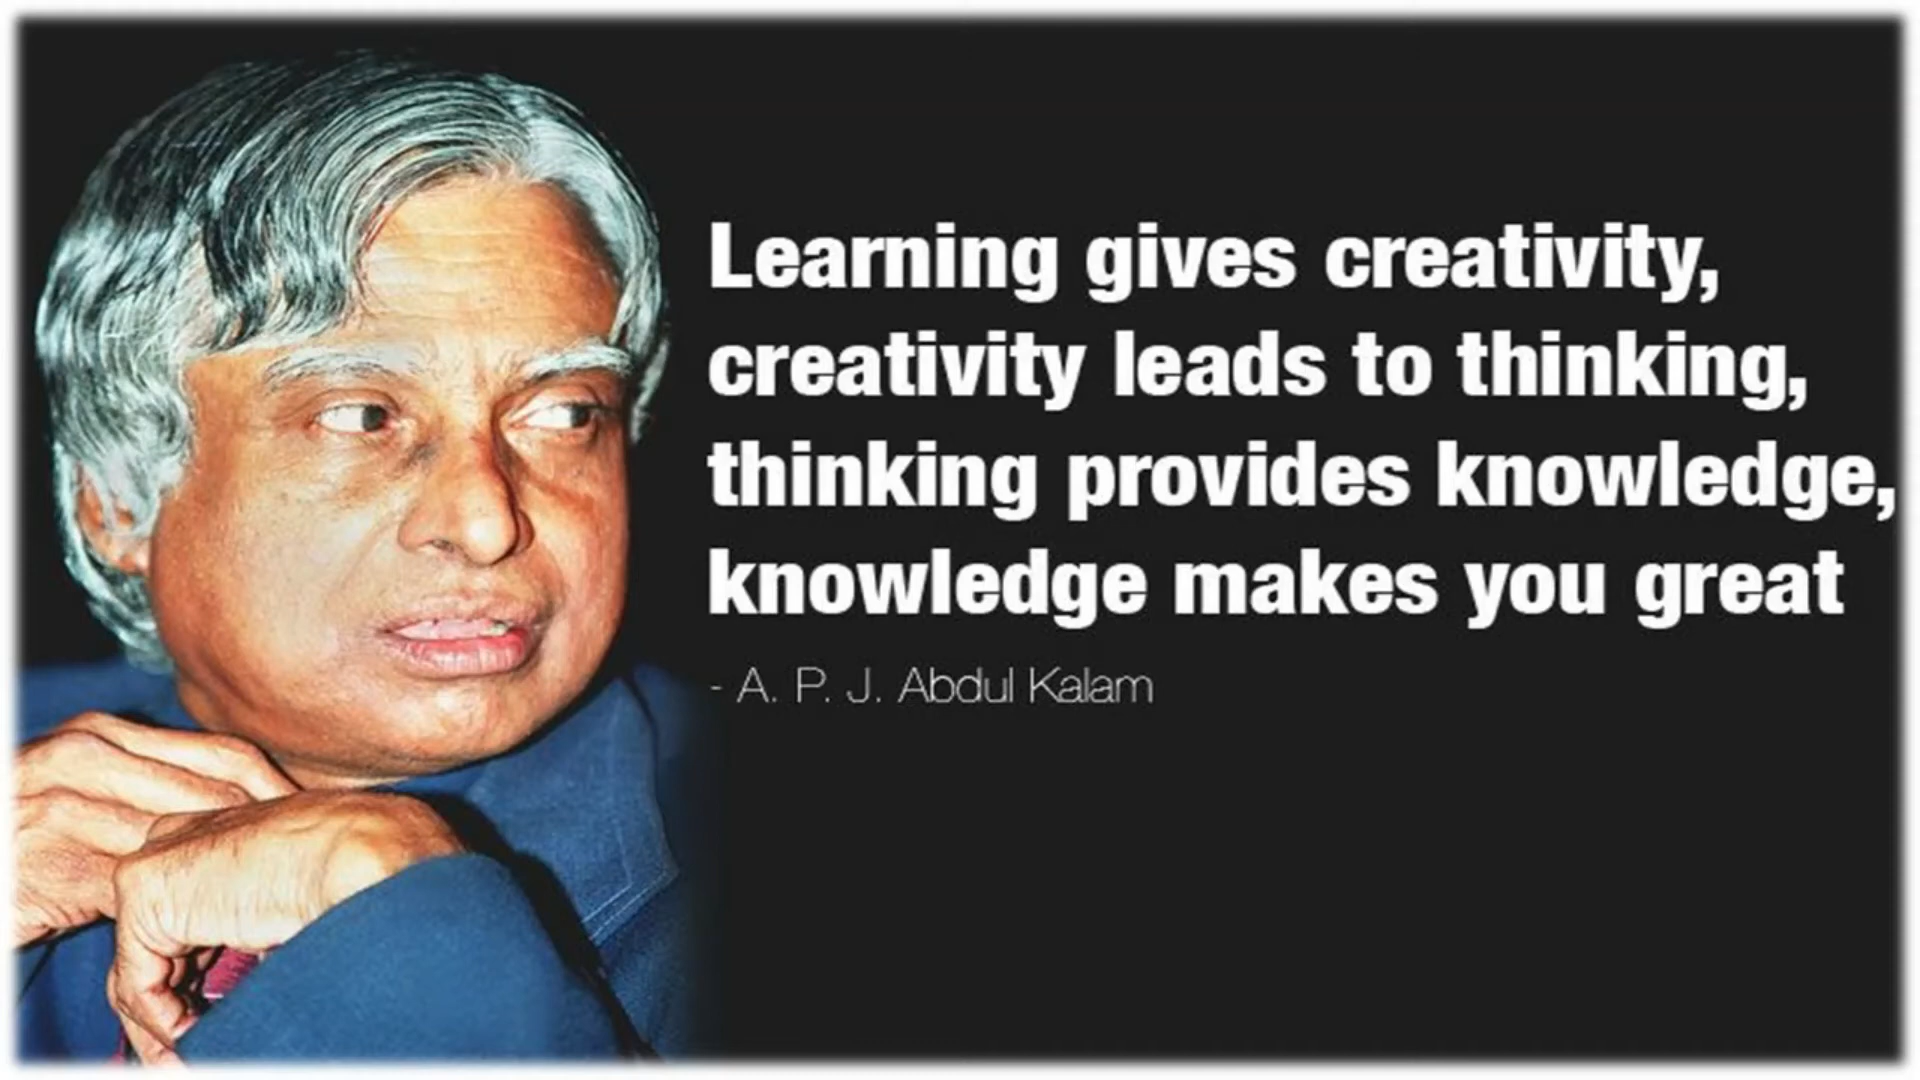 Learning gives creativity,
creativity leads to thinking,
thinking provides knowledge,
knowledge makes you great
- A. P. J. Abdul Kalam